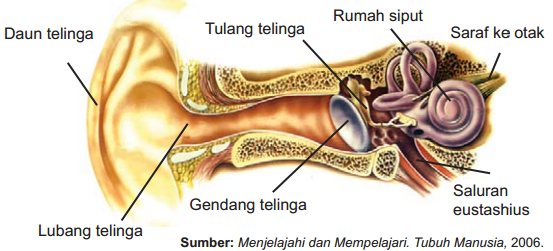 Rumah siput
Tulang telinga
Daun telinga
Saraf ke otak
Saluran
eustashius
Gendang telinga
Lubang telinga
Sumber: Menjelajahi dan Mempelajari. Tubuh Manusia, 2006.